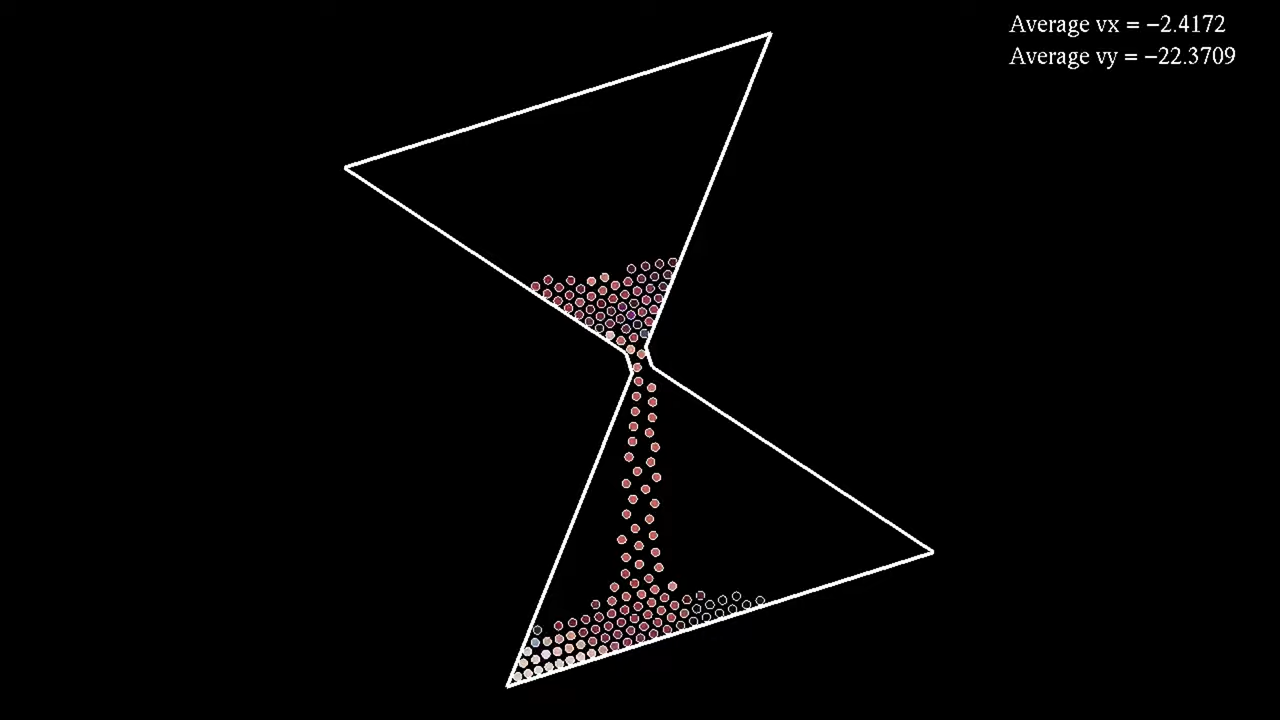 Average vx = −2.4172
Average vy = −22.3709